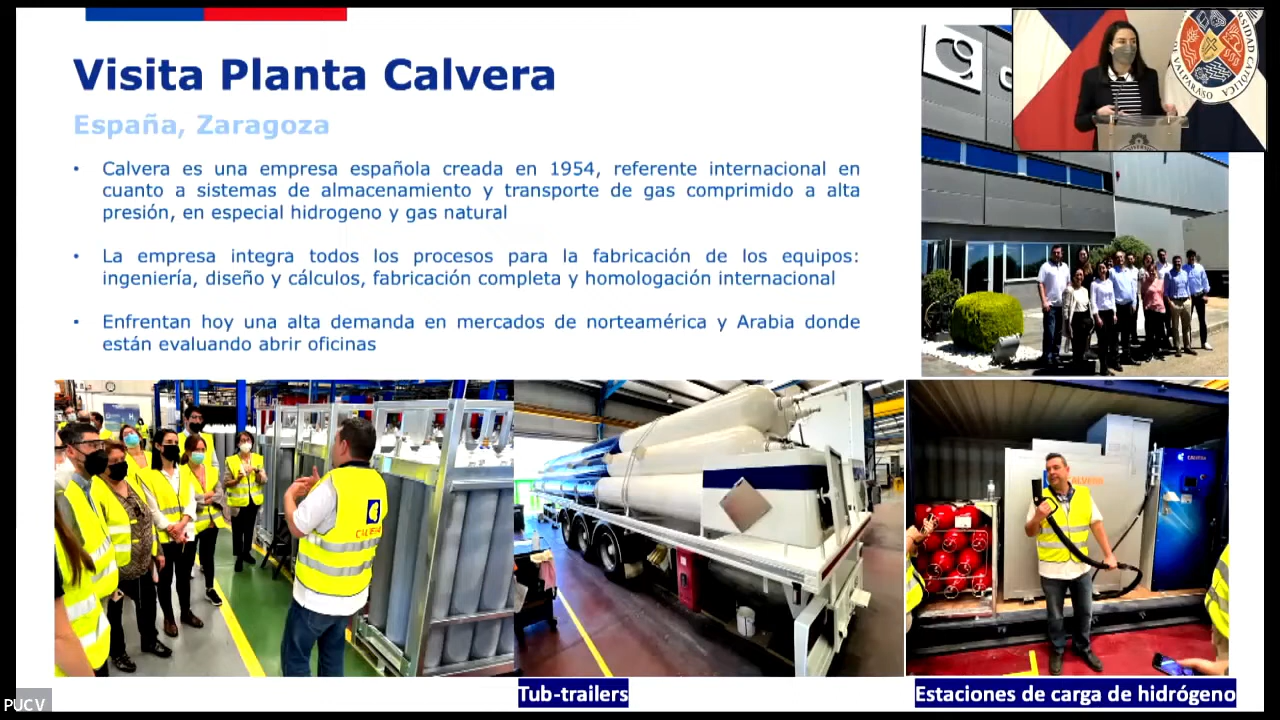 Visita Planta Calvera
España, Zaragoza
• Calvera es una empresa española creada en 1954, referente internacional en
cuanto a sistemas de almacenamiento y transporte de gas comprimido a alta
presión, en especial hidrogeno y gas natural
• La empresa integra todos los procesos para la fabricación de los equipos:
ingeniería, diseño y cálculos, fabricación completa y homologación internacional
• Enfrentan hoy una alta demanda en mercados de norteamérica y Arabia donde
están evaluando abrir oficinas
Tub-trailers
Estaciones de carga de hidrógeno
PUCV